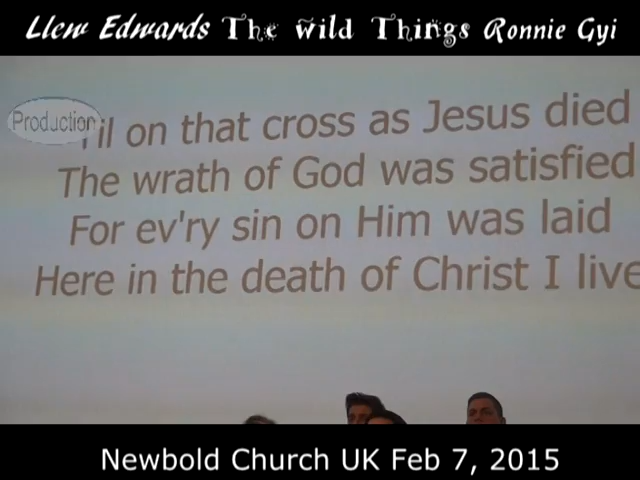 Llew Edwards The Wild Things Ronnie Gyi
Production
'Til on that cross as Jesus died
The wrath of God was satisfied
For ev'ry sin on Him was laid
Here in the death of Christ I live
Newbold Church UK Feb 7, 2015